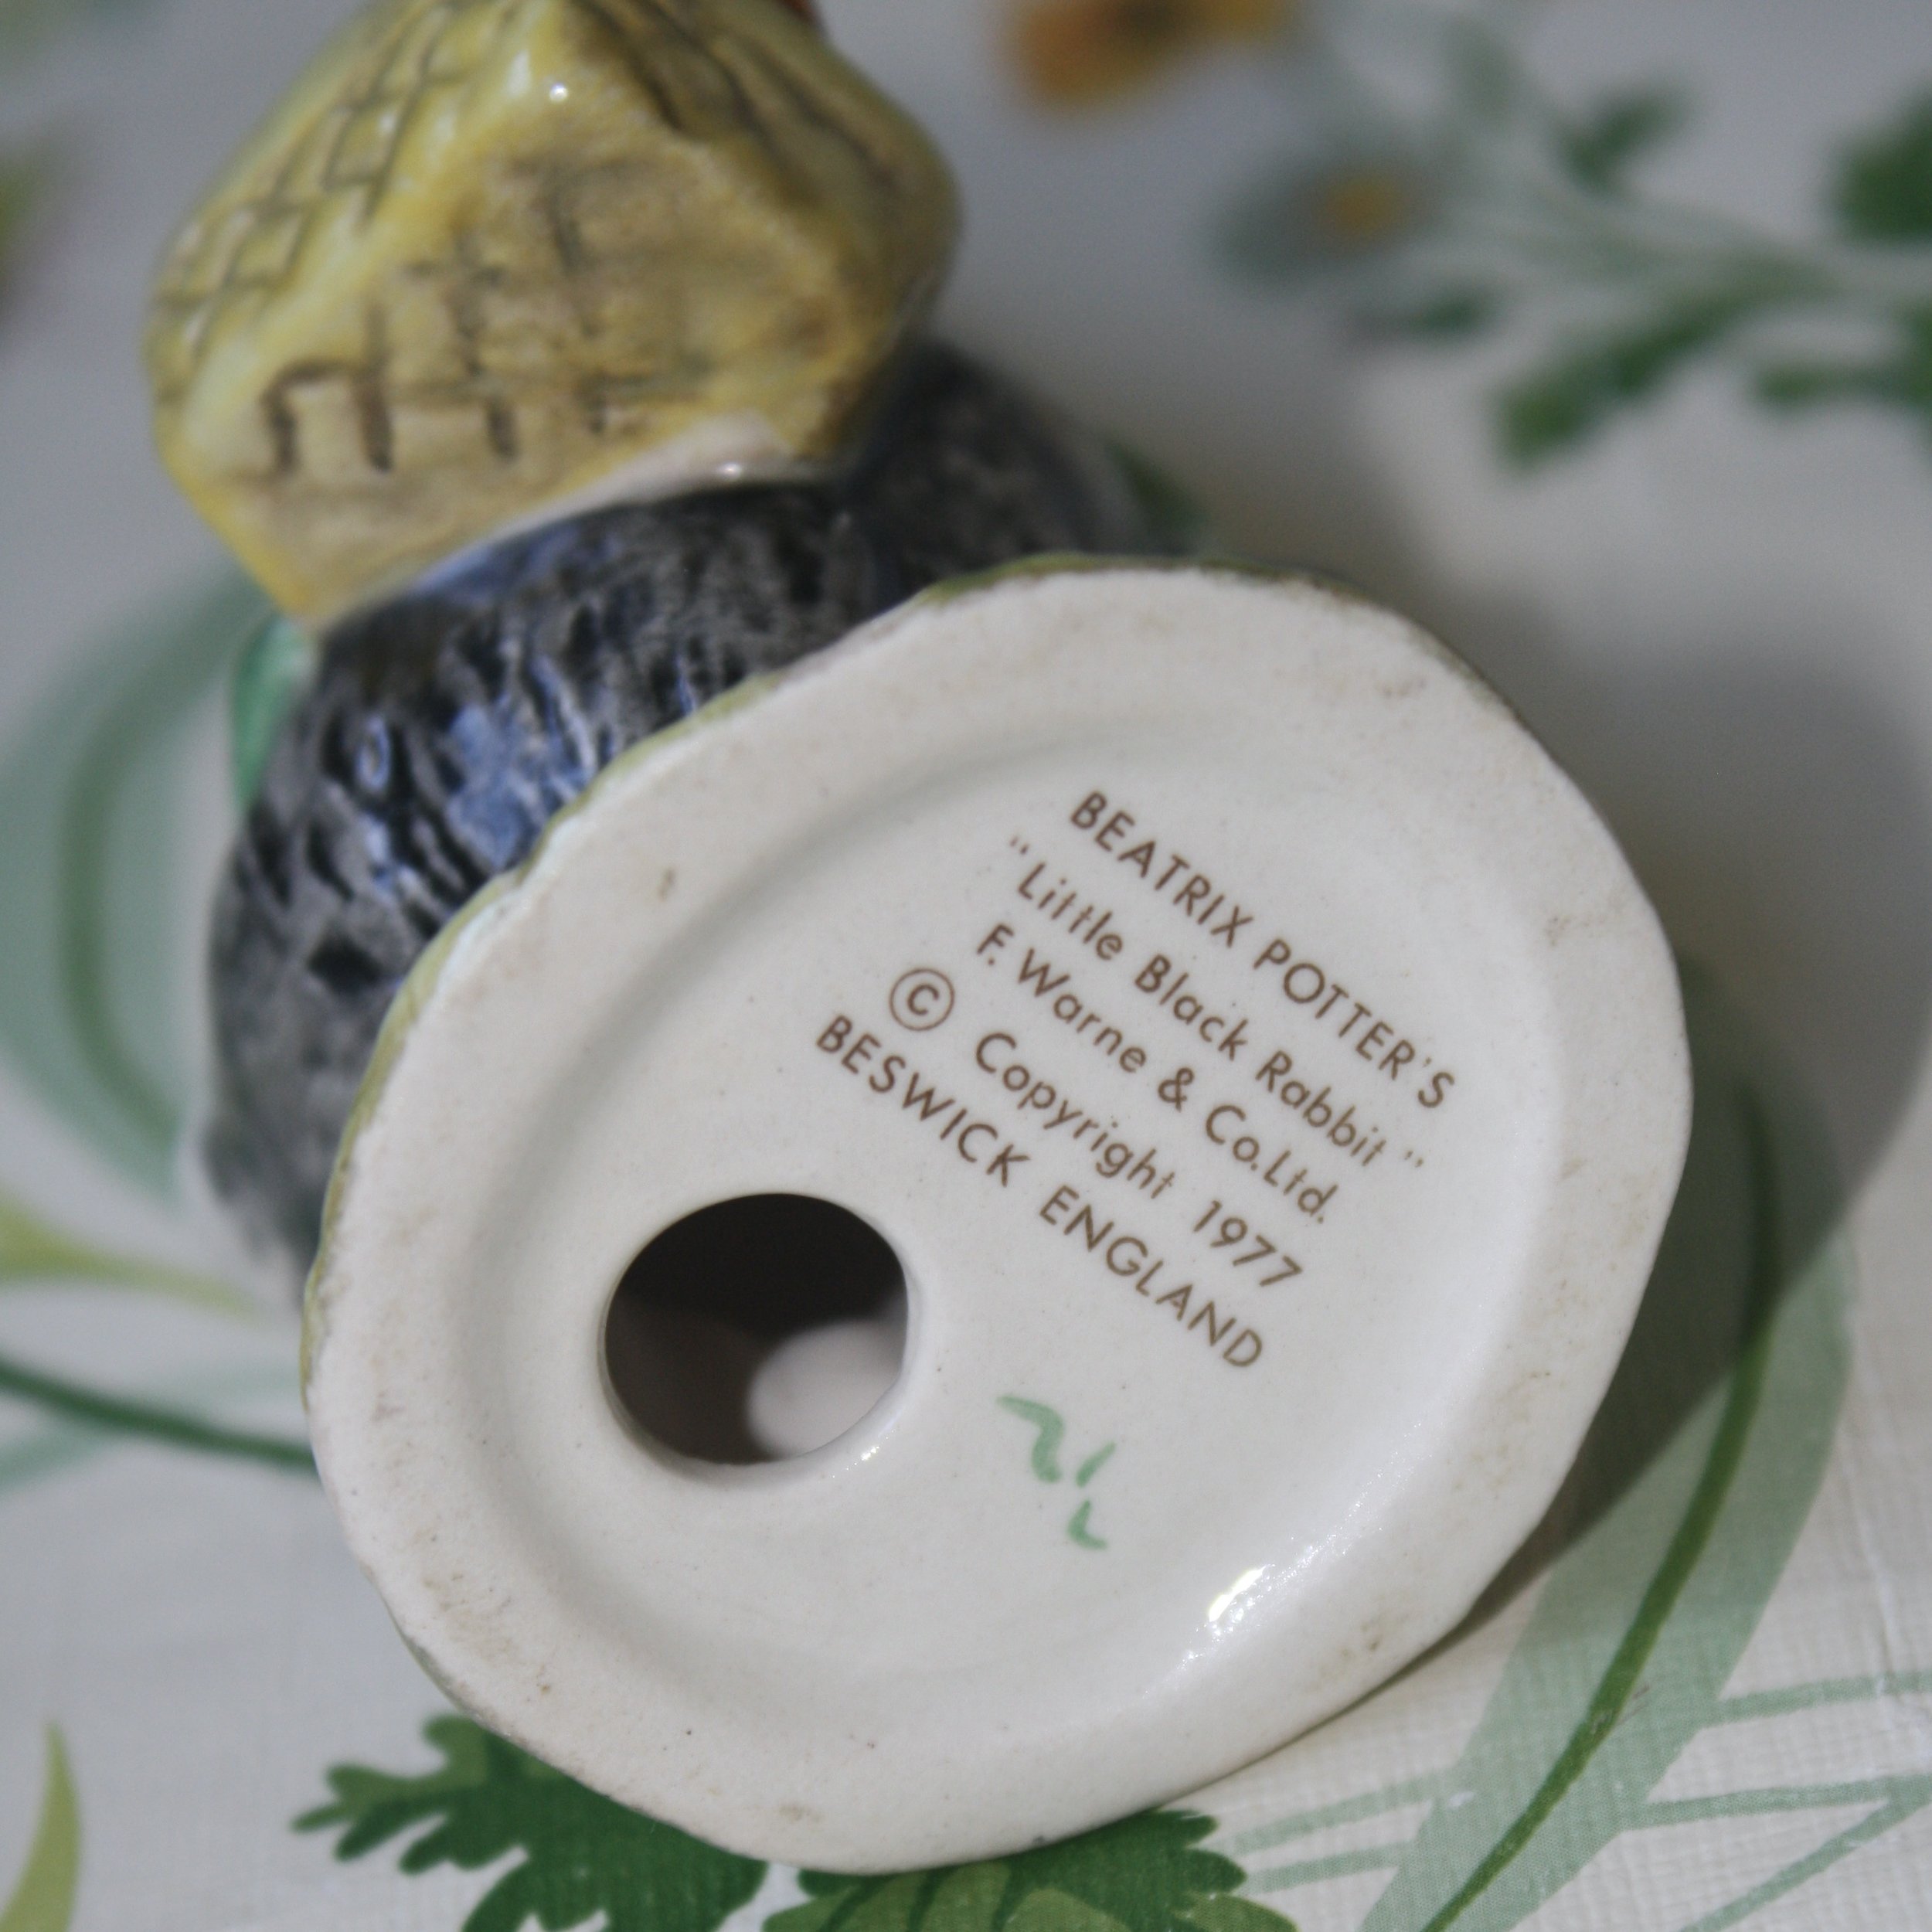 BEATRIX POTTER'S
"Little Black Rabbit"
F. Warne & Co.Ltd.
© Copyright 1977
BESWICK ENGLAND